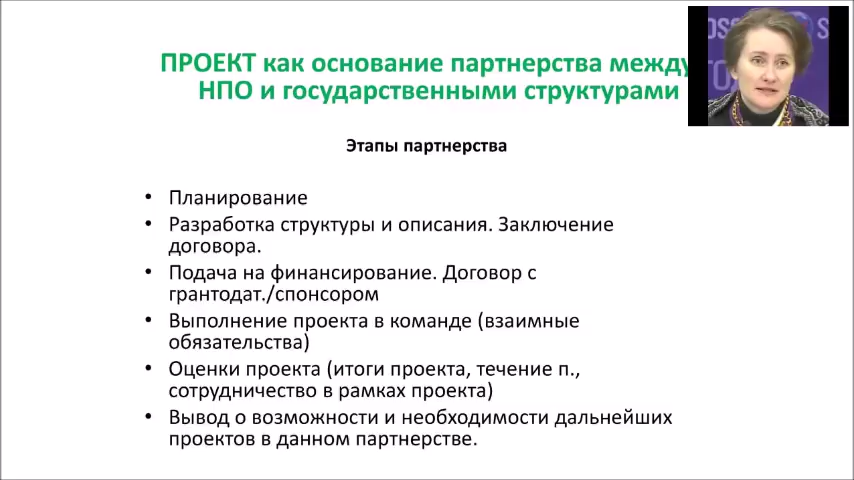 ПРОЕКТ как основание партнерства между
НПО и государственными структурами
Этапы партнерства
• Планирование
• Разработка структуры и описания. Заключение
договора.
• Подача на финансирование. Договор с
грантодат./спонсором
• Выполнение проекта в команде (взаимные
обязательства)
• Оценки проекта (итоги проекта, течение п.,
сотрудничество в рамках проекта)
• Вывод о возможности и необходимости дальнейших
проектов в данном партнерстве.